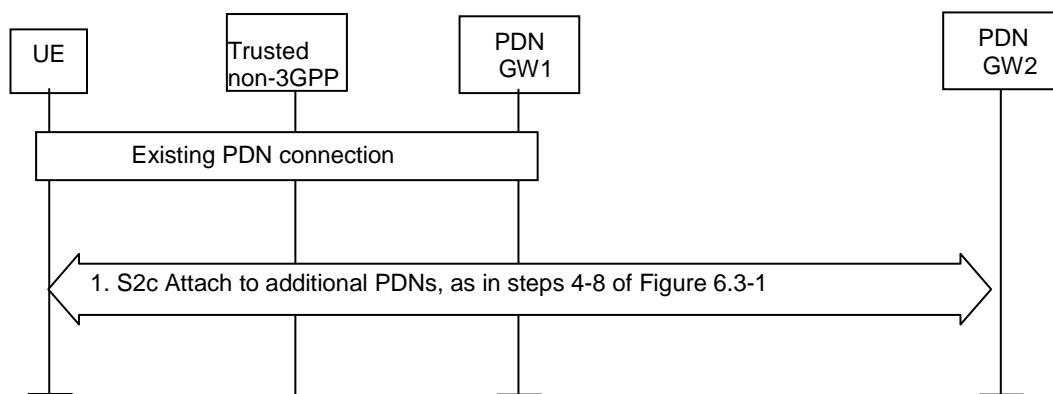 UE
Trusted
non-3GPP
PDN
GW1
PDN
GW2
Existing PDN connection
1. S2c Attach to additional PDNs, as in steps 4-8 of Figure 6.3-1